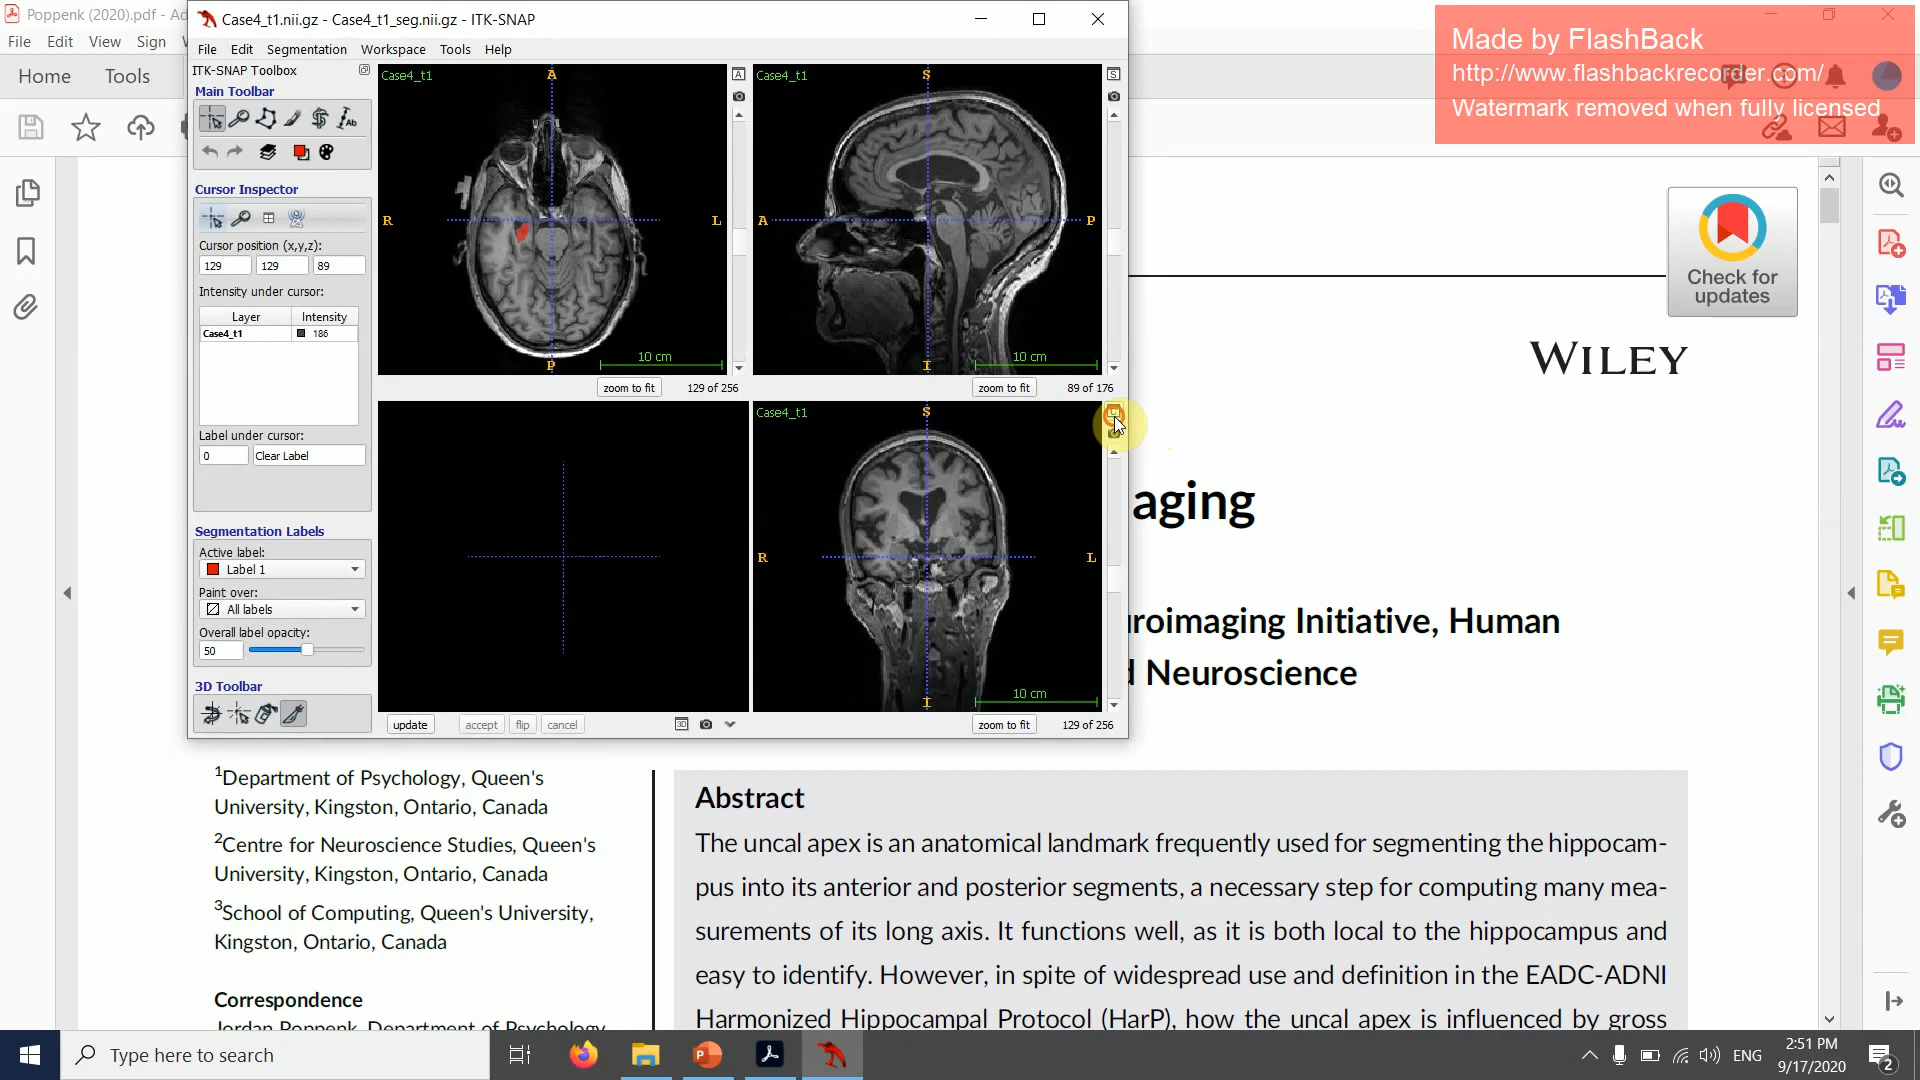 Poppenk (2020).pdf - Ad
File Edit View Sign
Home Tools
Case4_t1.nii.gz - Case4_t1_seg.nii.gz - ITK-SNAP
File Edit Segmentation Workspace Tools Help
ITK-SNAP Toolbox
Main Toolbar
Cursor Inspector
Cursor position (x,y,z):
129 129 89
Intensity under cursor:
Layer Intensity
Case4_t1 186
Label under cursor:
0 Clear Label
Segmentation Labels
Active label:
Label 1
Paint over:
All labels
Overall label opacity:
50
3D Toolbar
Case4_t1
A
R
L
P
10 cm
A
zoom to fit 129 of 256
Case4_t1
S
A
P
I
10 cm
S
zoom to fit 89 of 176
update accept flip cancel 3D
Case4_t1
S
R
L
I
10 cm
zoom to fit 129 of 256
Made by FlashBack
http://www.flashbackrecorder.com/
Watermark removed when fully licensed
Check for
updates
WILEY
aging
uroimaging Initiative, Human
d Neuroscience
1Department of Psychology, Queen's
University, Kingston, Ontario, Canada
2Centre for Neuroscience Studies, Queen's
University, Kingston, Ontario, Canada
3School of Computing, Queen's University,
Kingston, Ontario, Canada
Correspondence
Jordan Poppenk, Department of Psychology
Abstract
The uncal apex is an anatomical landmark frequently used for segmenting the hippocam-
pus into its anterior and posterior segments, a necessary step for computing many mea-
surements of its long axis. It functions well, as it is both local to the hippocampus and
easy to identify. However, in spite of widespread use and definition in the EADC-ADNI
Harmonized Hippocampal Protocol (HarP), how the uncal apex is influenced by gross
Type here to search
ENG
2:51 PM
9/17/2020
2